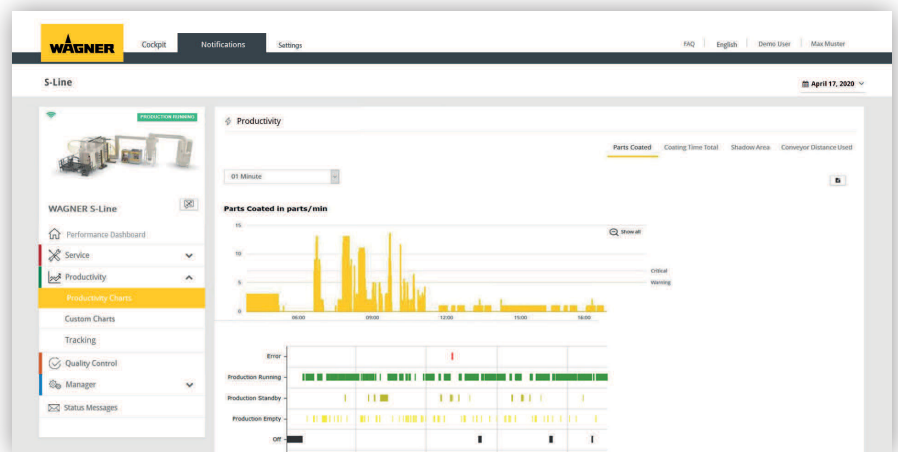 WAGNER
Cockpit
Notifications
Settings
FAQ
English
Demo User
Max Muster
S-Line
April 17, 2020
PRODUCTION RUNNING
WAGNER S-Line
Performance Dashboard
Service
Productivity
Productivity Charts
Custom Charts
Tracking
Quality Control
Manager
Status Messages
Productivity
Parts Coated
Coating Time Total
Shadow Area
Conveyor Distance Used
01 Minute
Parts Coated in parts/min
Show all
15
10
5
0
Critical
Warning
06:00
09:00
12:00
15:00
18:00
Error
Production Running
Production Standby
Production Empty
Off